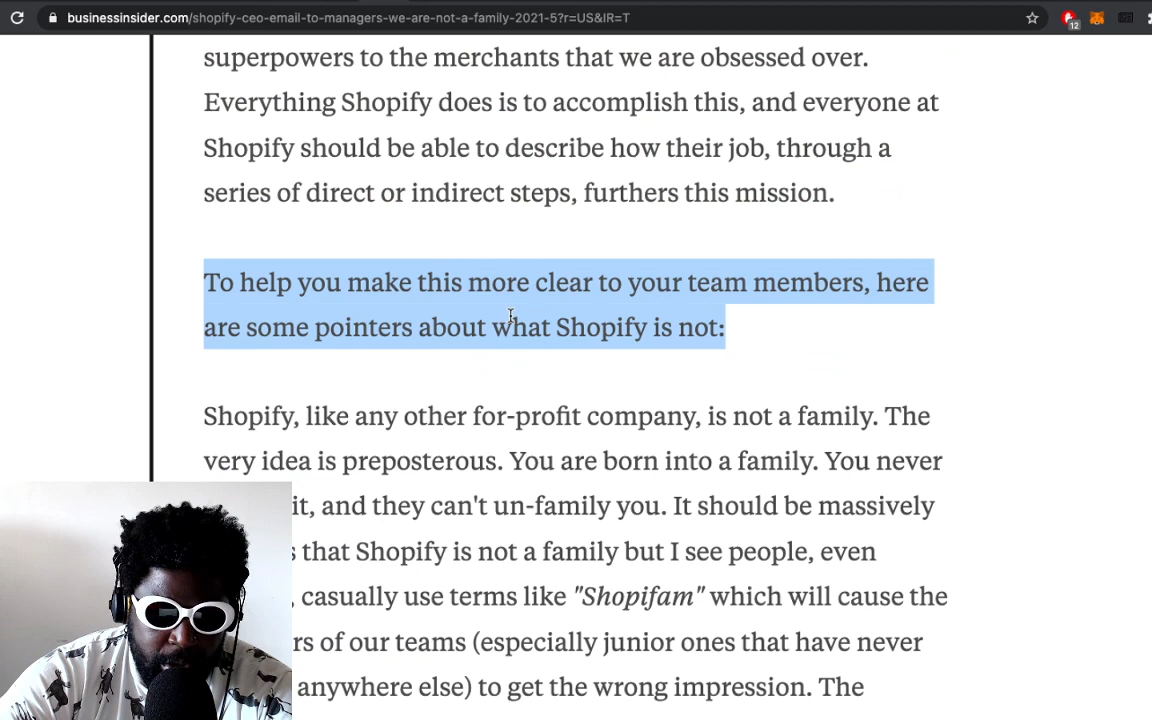 businessinsider.com/shopify-ceo-email-to-managers-we-are-not-a-family-2021-5?r=US&IR=T
12
superpowers to the merchants that we are obsessed over.
Everything Shopify does is to accomplish this, and everyone at
Shopify should be able to describe how their job, through a
series of direct or indirect steps, furthers this mission.
To help you make this more clear to your team members, here
are some pointers about what Shopify is not:
Shopify, like any other for-profit company, is not a family. The
very idea is preposterous. You are born into a family. You never
it, and they can't un-family you. It should be massively
that Shopify is not a family but I see people, even
, casually use terms like "Shopifam" which will cause the
of our teams (especially junior ones that have never
anywhere else) to get the wrong impression. The